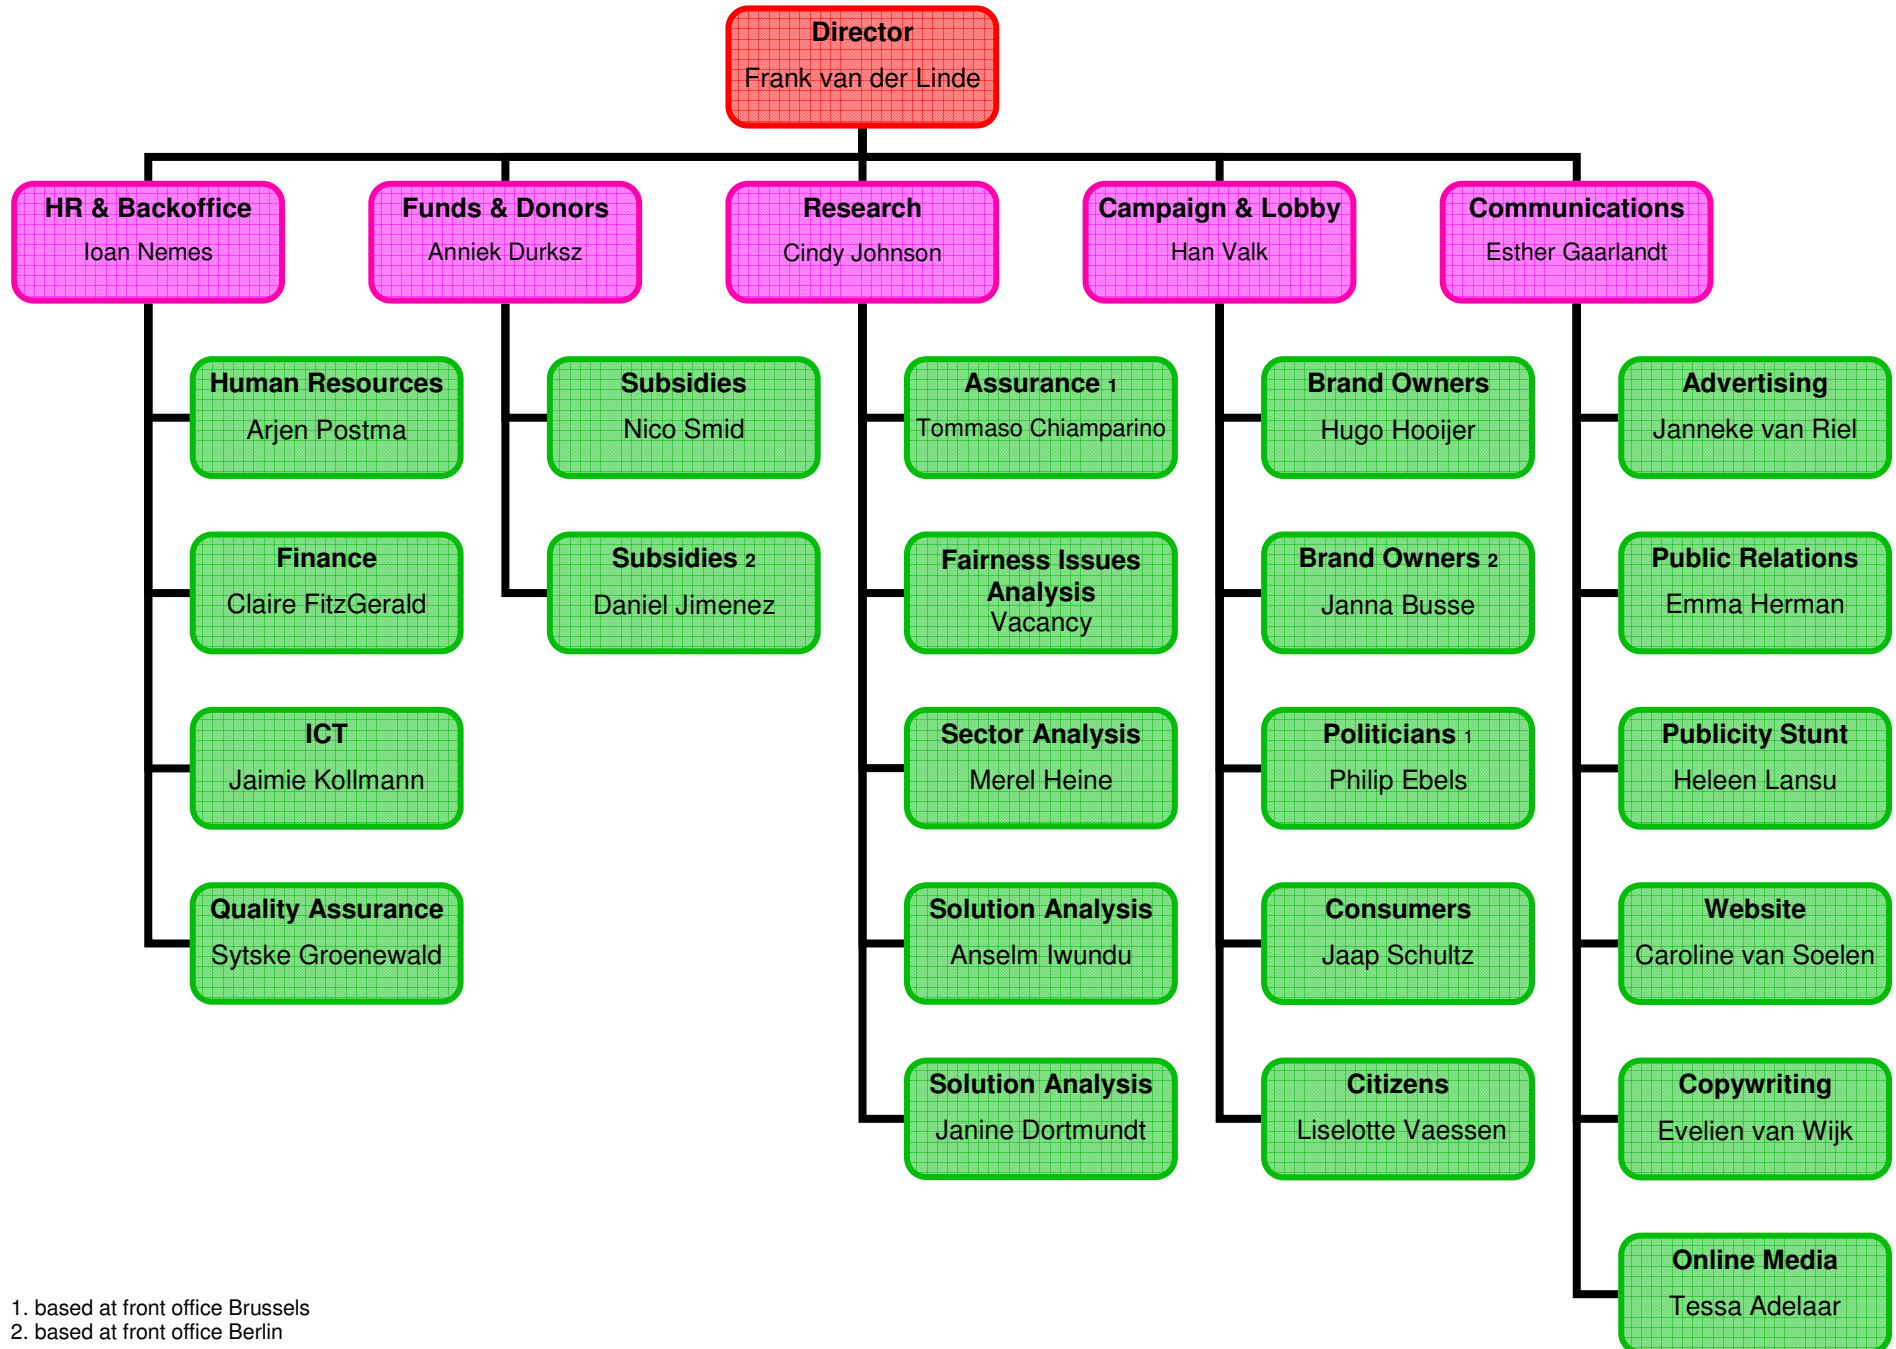 Director
Frank van der Linde
HR & Backoffice
Ioan Nemes
Funds & Donors
Anniek Durksz
Research
Cindy Johnson
Campaign & Lobby
Han Valk
Communications
Esther Gaarlandt
Human Resources
Arjen Postma
Subsidies
Nico Smid
Assurance 1
Tommaso Chiamparino
Brand Owners
Hugo Hooijer
Advertising
Janneke van Riel
Finance
Claire FitzGerald
Subsidies 2
Daniel Jimenez
Fairness Issues
Analysis
Vacancy
Brand Owners 2
Janna Busse
Public Relations
Emma Herman
ICT
Jaimie Kollmann
Sector Analysis
Merel Heine
Politicians 1
Philip Ebels
Publicity Stunt
Heleen Lansu
Quality Assurance
Sytske Groenewald
Solution Analysis
Anselm Iwundu
Consumers
Jaap Schultz
Website
Caroline van Soelen
Solution Analysis
Janine Dortmundt
Citizens
Liselotte Vaessen
Copywriting
Evelien van Wijk
Online Media
Tessa Adelaar
1. based at front office Brussels
2. based at front office Berlin